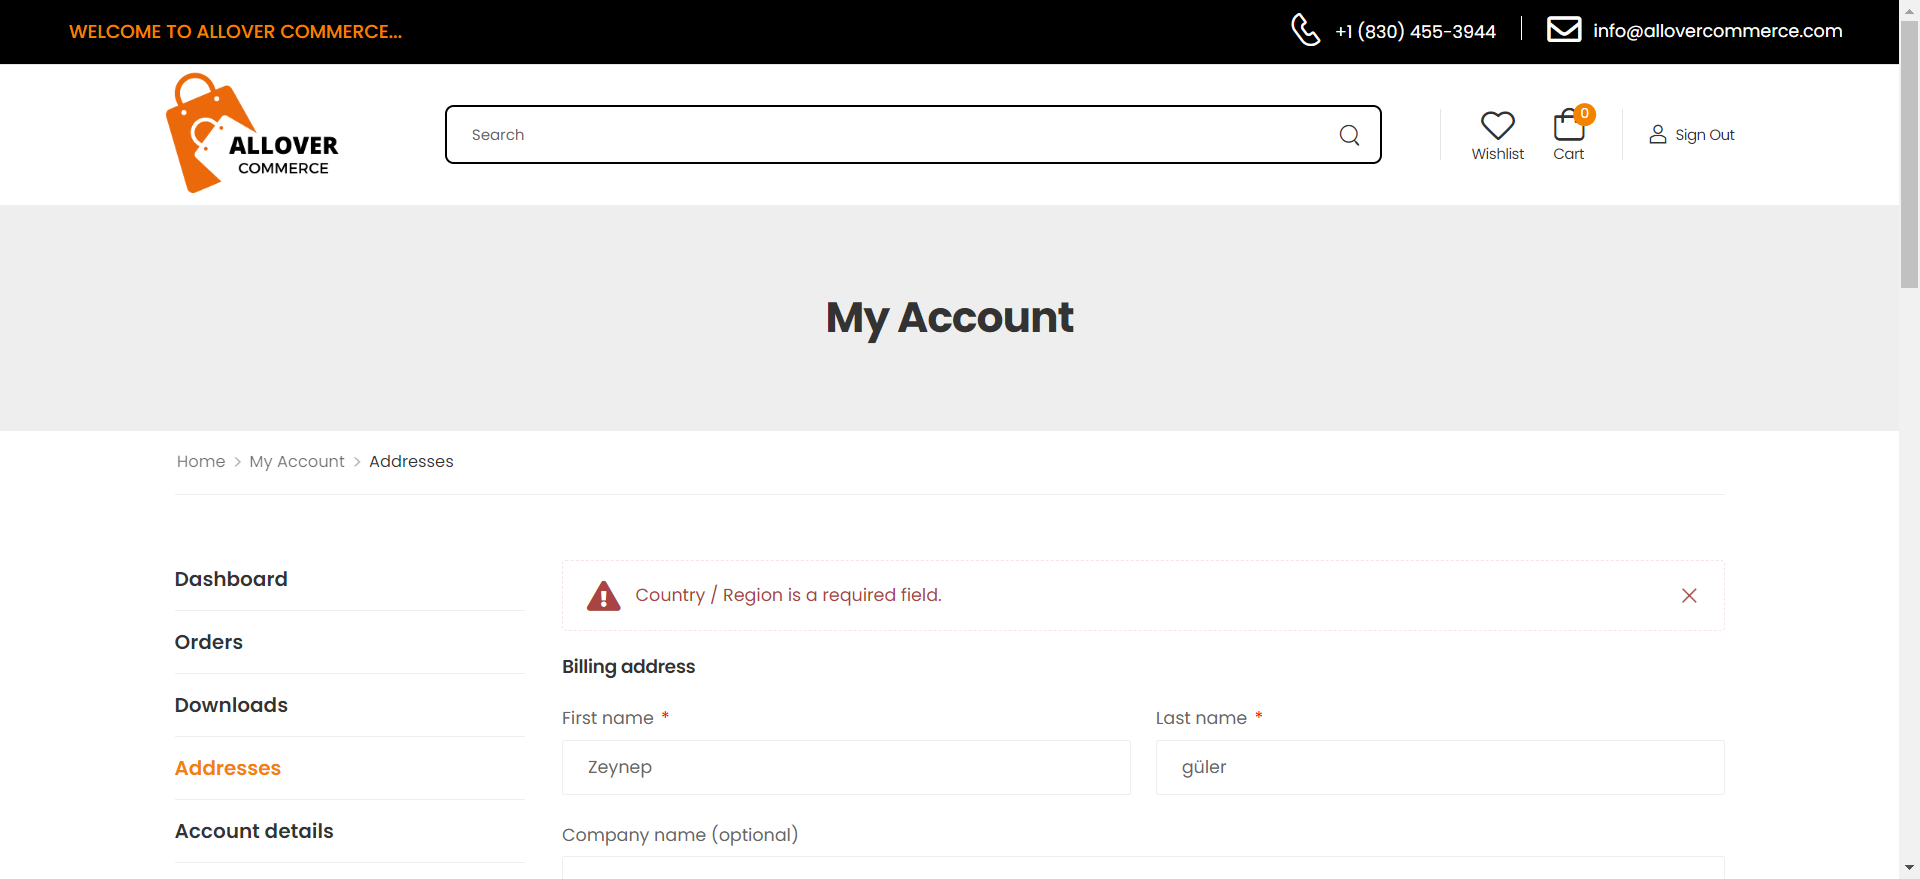 WELCOME TO ALLOVER COMMERCE...
+1 (830) 455-3944
info@allovercommerce.com
ALLOVER
COMMERCE
Search
Wishlist
0
Cart
Sign Out
My Account
Home > My Account > Addresses
Dashboard
Orders
Downloads
Addresses
Account details
Country / Region is a required field.
Billing address
First name *
Last name *
Zeynep
güler
Company name (optional)